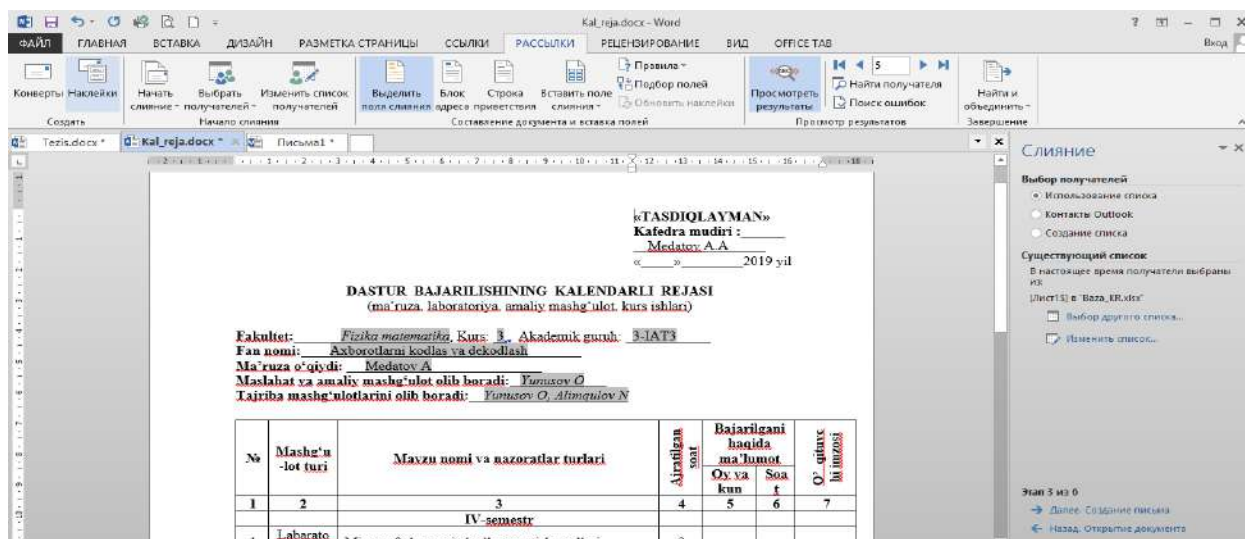 Kal_reja.docx - Word
ФАЙЛ ГЛАВНАЯ ВСТАВКА ДИЗАЙН РАЗМЕТКА СТРАНИЦЫ ССЫЛКИ РАССЫЛКИ РЕЦЕНЗИРОВАНИЕ ВИД OFFICE TAB Вход
Конверты Наклейки
Начать слияние
Выбрать получателей
Изменить список получателей
Выделить поля слияния
Блок адреса
Строка приветствия
Вставить поле слияния
Правила
Подбор полей
Обновить наклейки
Просмотреть результаты
5
Найти получателя
Поиск ошибок
Найти и объединить
Создать Начало слияния Составление документа и вставка полей Просмотр результатов Завершение
Tezis.docx * Kal_reja.docx * Письма1 *
«TASDIQLAYMAN»
Kafedra mudiri :______
Medatov A.A
«_____»__________2019 yil
DASTUR BAJARILISHINING KALENDARLI REJASI
(ma'ruza, laboratoriya, amaliy mashg'ulot, kurs ishlari)
Fakultet: Fizika matematika, Kurs: 3 , Akademik guruh: 3-IAT3
Fan nomi: Axborotlarni kodlas va dekodlash
Ma'ruza o‘qiydi: Medatov A
Maslahat va amaliy mashg‘ulot olib boradi: Yunusov O
Tajriba mashg‘ulotlarini olib boradi: Yunusov O, Alimqulov N
№
Mashg‘u
-lot turi
Mavzu nomi va nazoratlar turlari
Ajratilgan
soat
Bajarilgani
haqida
ma'lumot
Oy va
kun
Soa
t
O’ qituvc
hi imzosi
1 2 3 4 5 6 7
IV-semestr
Labarato
Слияние
Выбор получателей
Использование списка
Контакты Outlook
Создание списка
Существующий список
В настоящее время получатели выбраны
из:
[Лист1$] в "Baza_KR.xlsx"
Выбор другого списка...
Изменить список...
Этап 3 из 6
Далее. Создание письма
Назад. Открытие документа